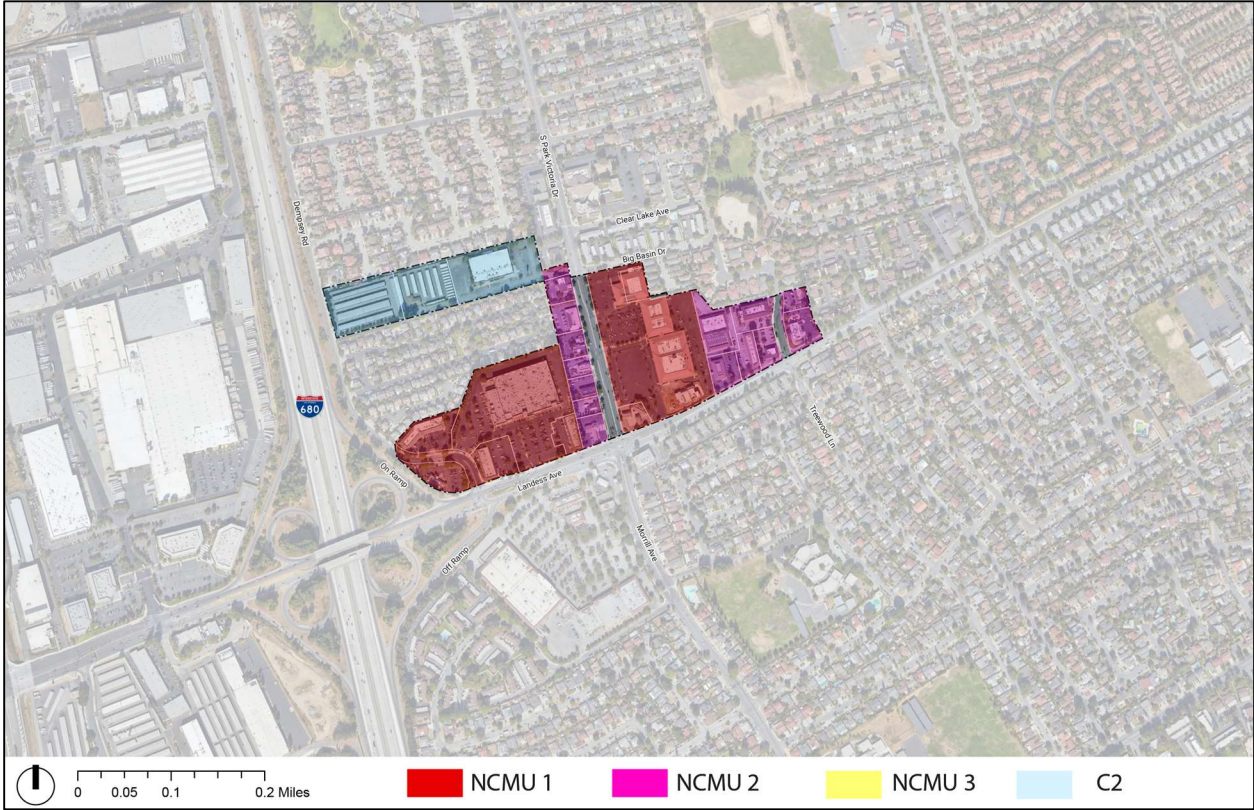 S Park Victoria Dr
Dempsey Rd
Clear Lake Ave
Big Basin Dr
680
Treewood Ln
On Ramp
Landess Ave
Off Ramp
Morrill Ave
0 0.05 0.1 0.2 Miles
NCMU 1
NCMU 2
NCMU 3
C2